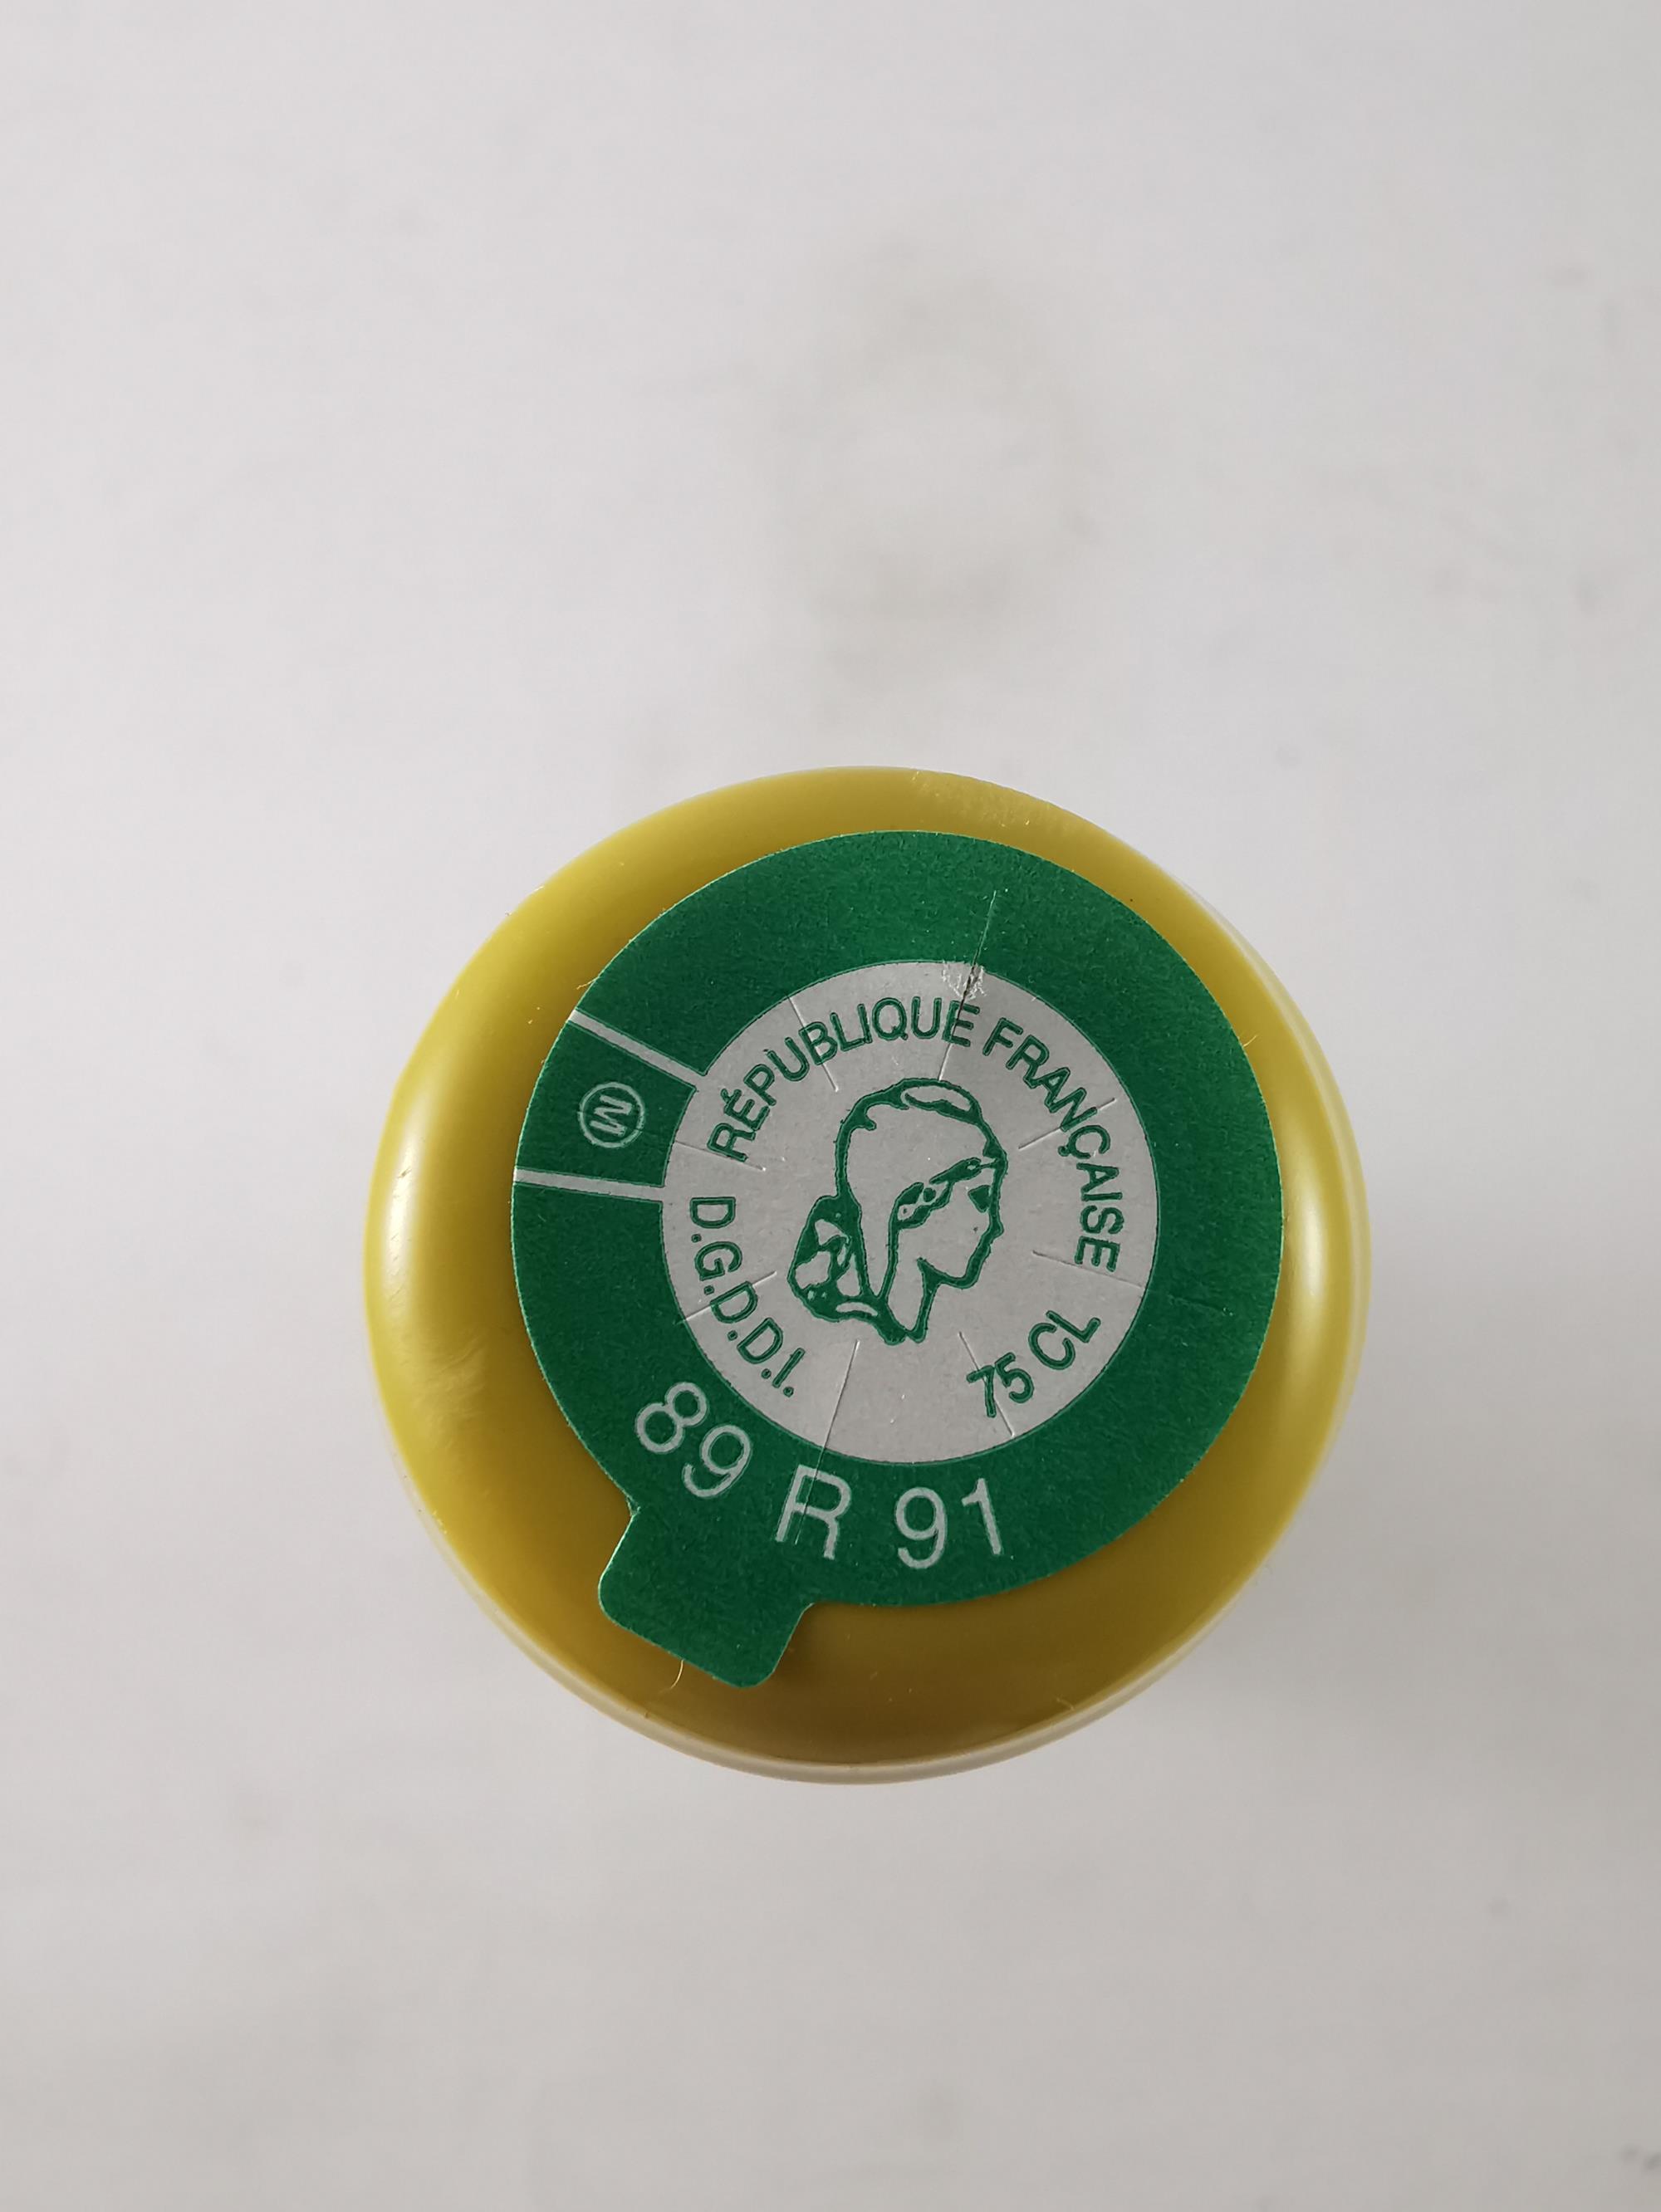 RÉPUBLIQUE FRANÇAISE
D.G.D.D.I.
75 CL
89 R 91
M